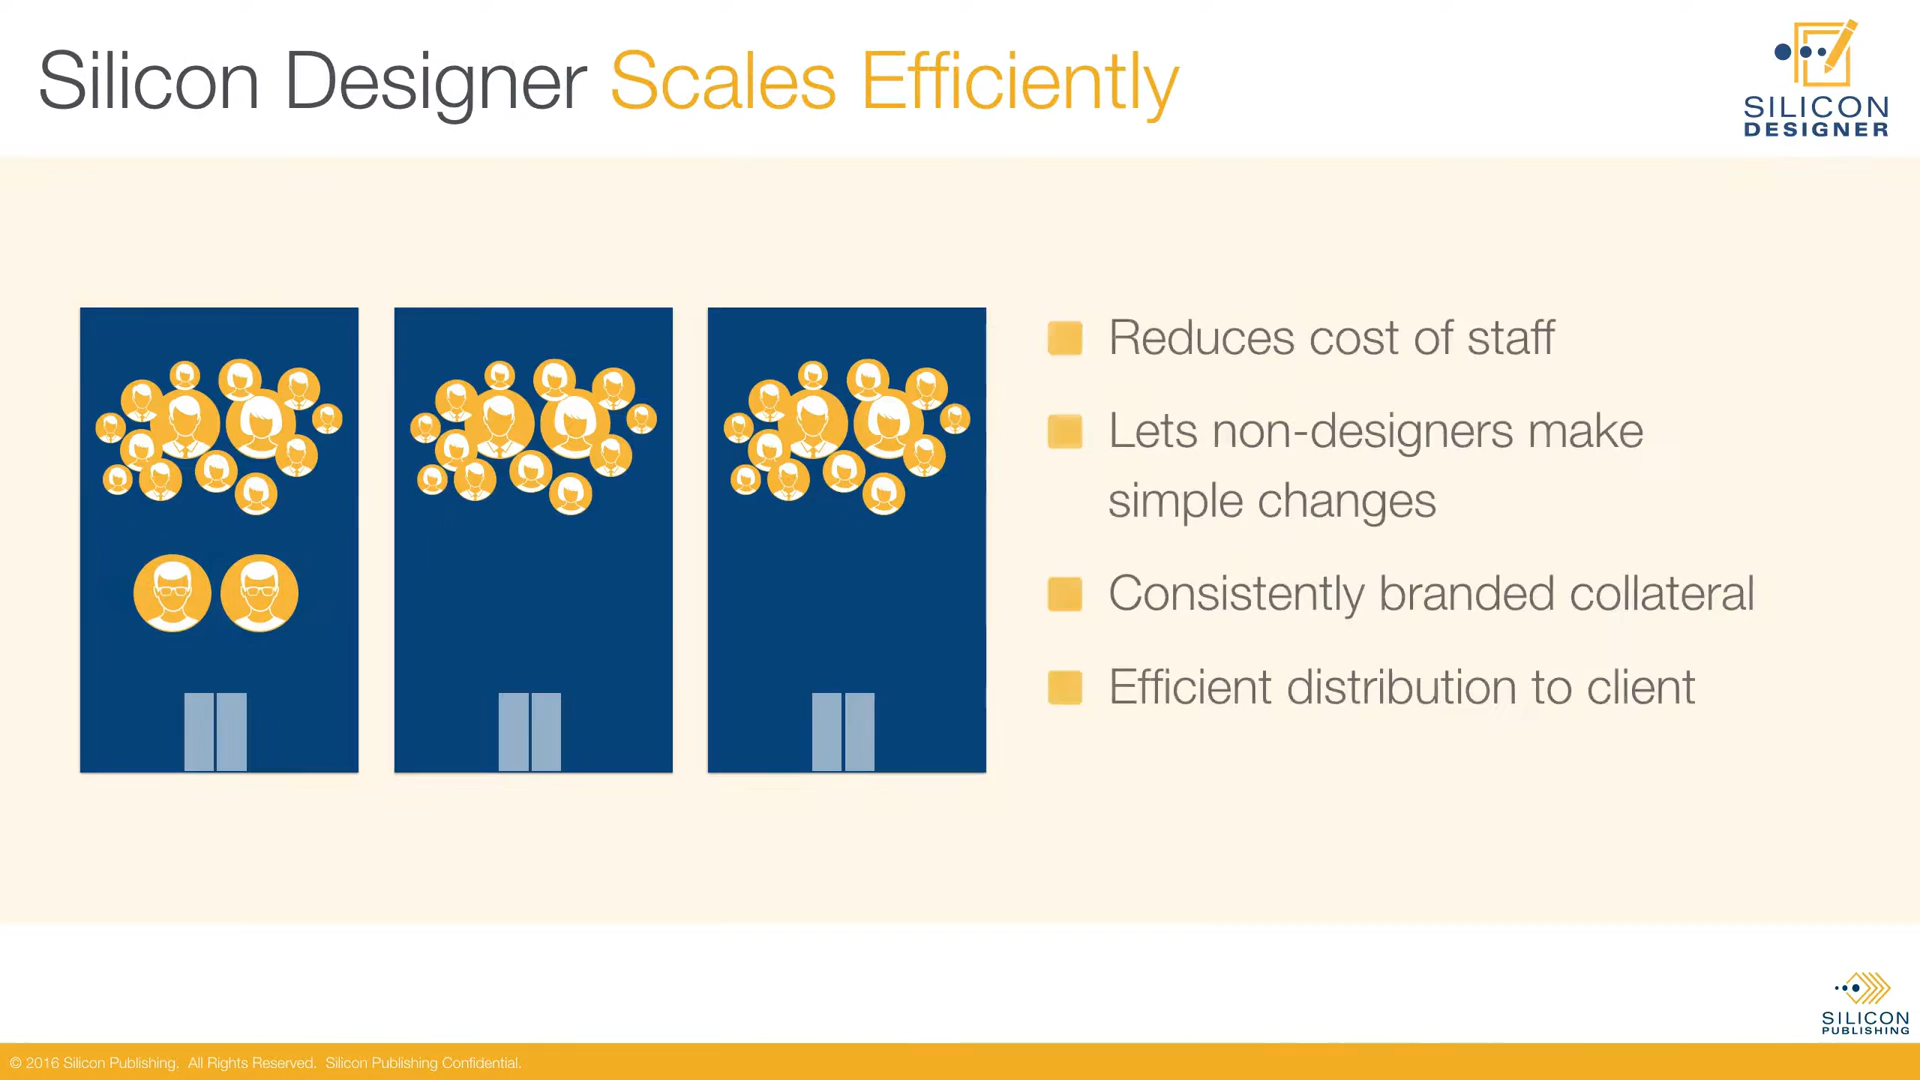 Silicon Designer Scales Efficiently
SILICON
DESIGNER
Reduces cost of staff
Lets non-designers make
simple changes
Consistently branded collateral
Efficient distribution to client
SILICON
PUBLISHING
© 2016 Silicon Publishing. All Rights Reserved. Silicon Publishing Confidential.